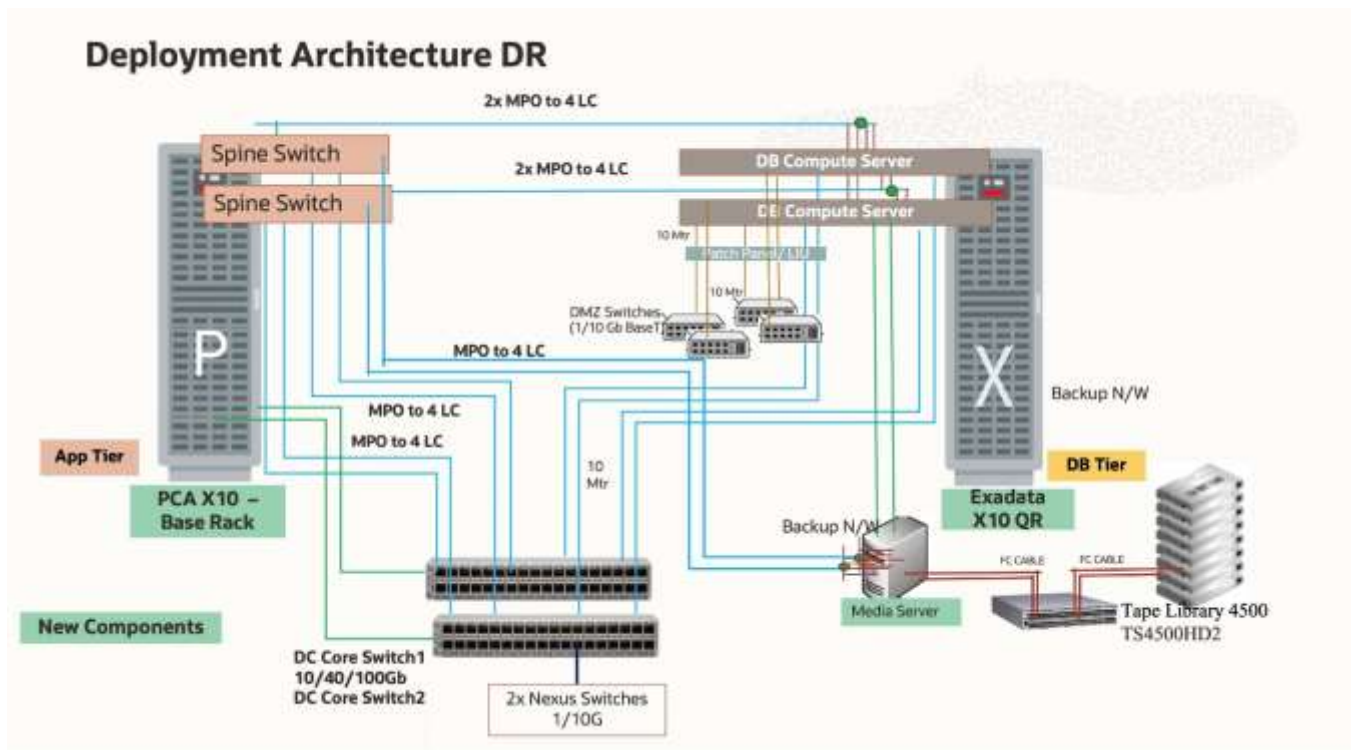 Deployment Architecture DR
2x MPO to 4 LC
Spine Switch
DB Compute Server
2x MPO to 4 LC
Spine Switch
DB Compute Server
10 Mtr
Patch Panel/ LIU
10 Mtr
DMZ Switches
(1/10 Gb BaseT)
P
MPO to 4 LC
X
Backup N/W
MPO to 4 LC
MPO to 4 LC
App Tier
10
Mtr
DB Tier
PCA X10 –
Base Rack
Exadata
X10 QR
Backup N/W
FC CABLE
FC CABLE
Media Server
Tape Library 4500
TS4500HD2
New Components
DC Core Switch1
10/40/100Gb
DC Core Switch2
2x Nexus Switches
1/10G